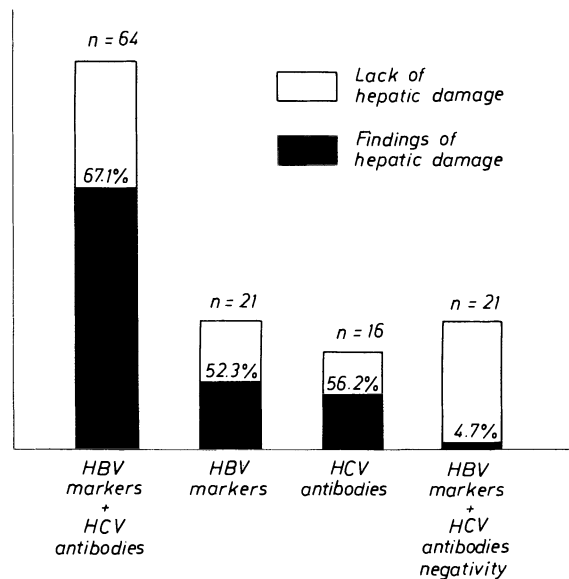 n = 64
Lack of
hepatic damage
Findings of
hepatic damage
67.1%
n = 21
n = 16
n = 21
52.3%
56.2%
4.7%
HBV
markers
+
HCV
antibodies
HBV
markers
HCV
antibodies
HBV
markers
+
HCV
antibodies
negativity